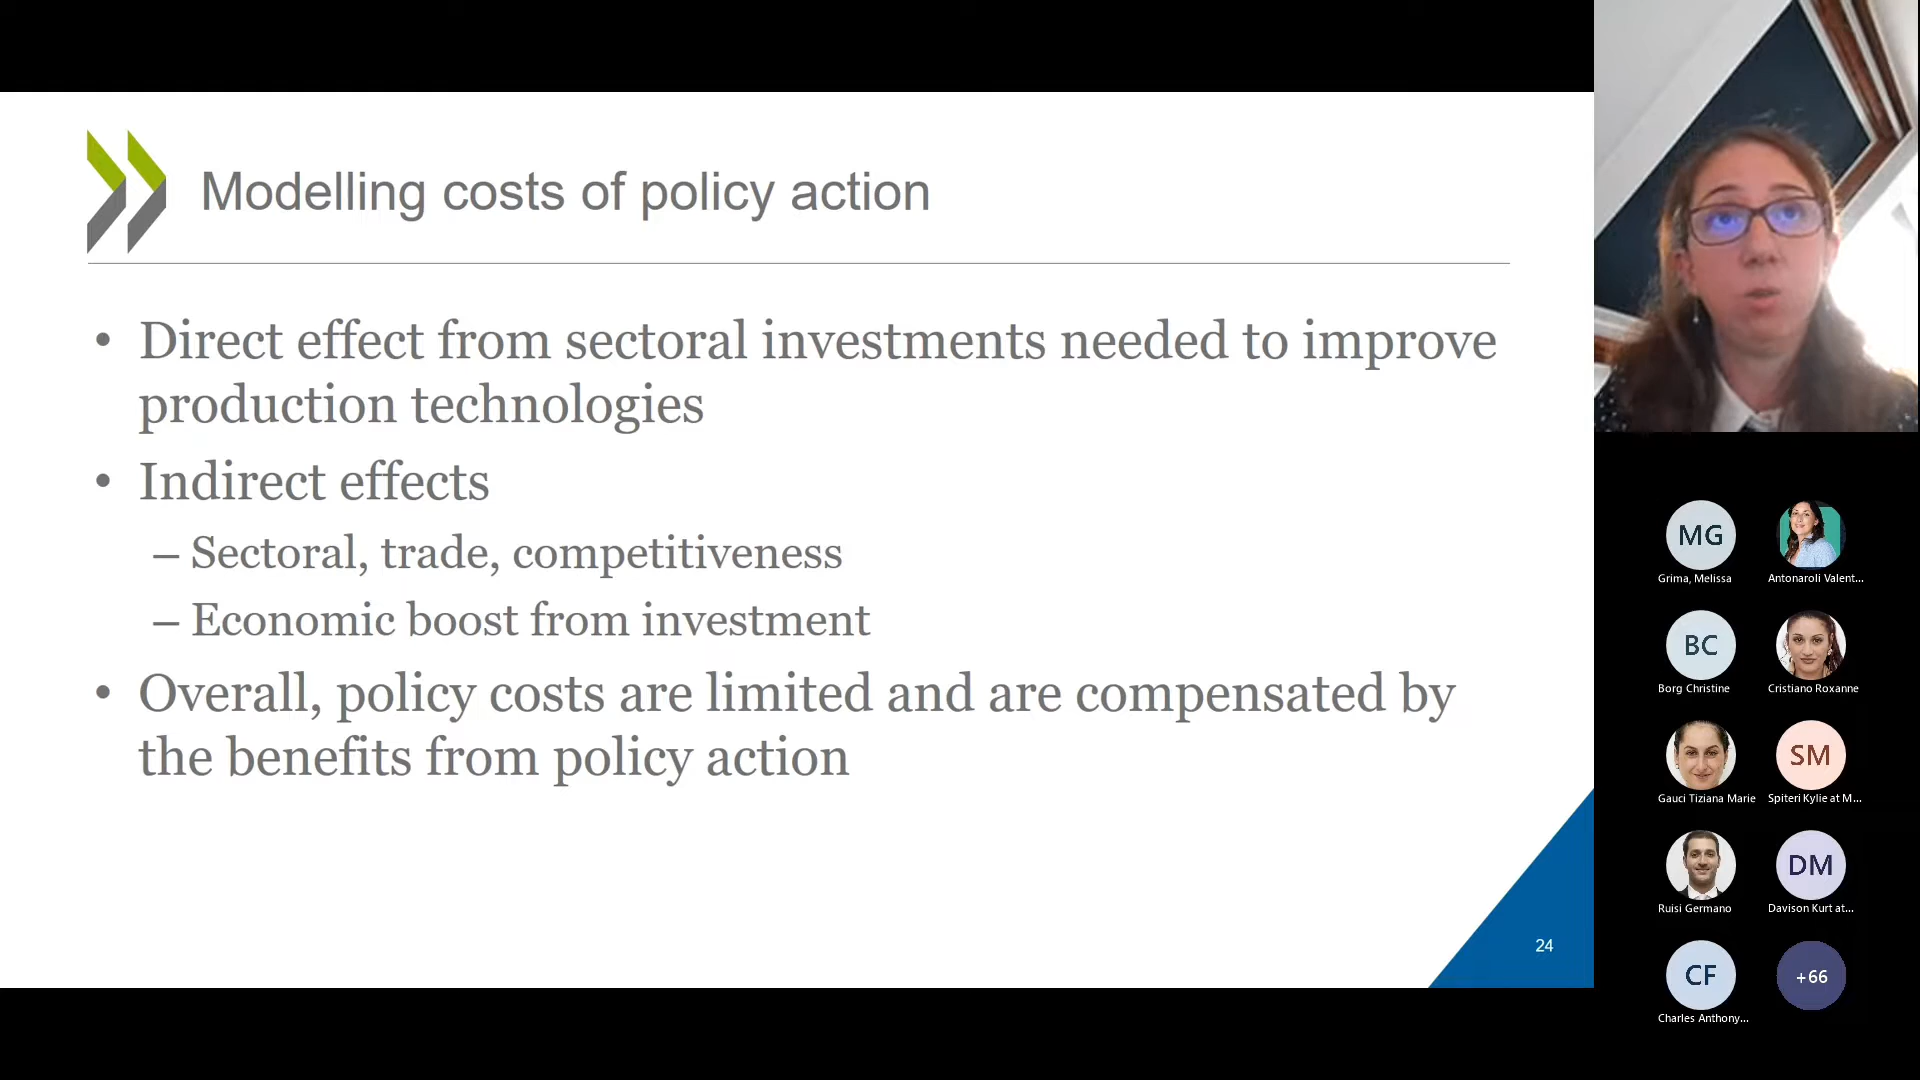 Modelling costs of policy action
• Direct effect from sectoral investments needed to improve
production technologies
• Indirect effects
– Sectoral, trade, competitiveness
– Economic boost from investment
• Overall, policy costs are limited and are compensated by
the benefits from policy action
24
MG
Grima, Melissa
Antonaroli Valent...
BC
Borg Christine
Cristiano Roxanne
Gauci Tiziana Marie
SM
Spiteri Kylie at M...
Ruisi Germano
DM
Davison Kurt at...
CF
Charles Anthony...
+66